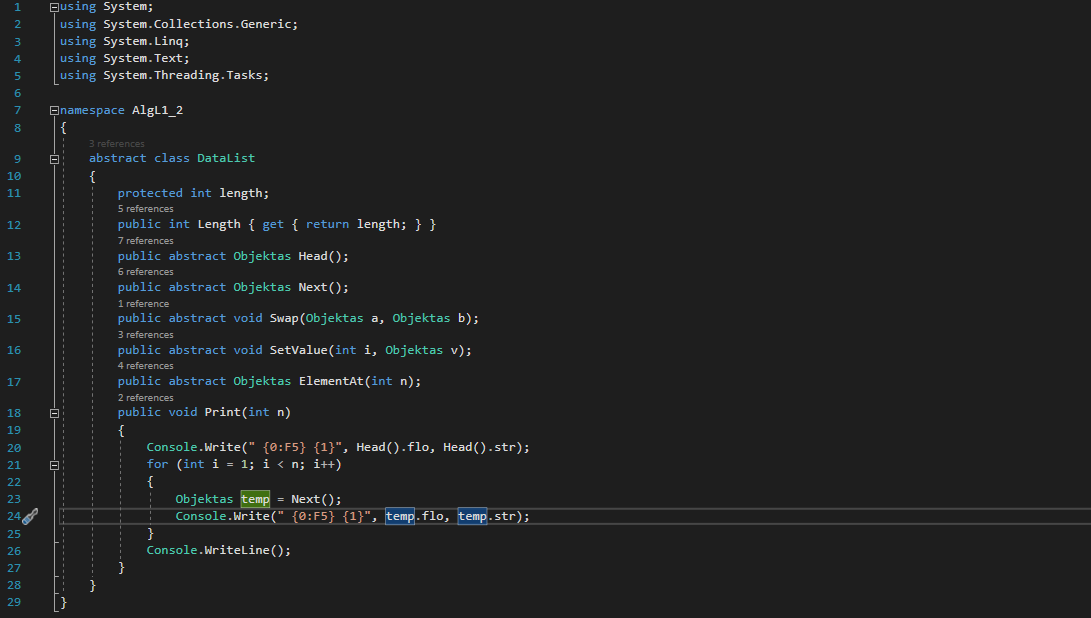 1 using System;
2 using System.Collections.Generic;
3 using System.Linq;
4 using System.Text;
5 using System.Threading.Tasks;
6
7 namespace AlgL1_2
8 {
3 references
9 abstract class DataList
10 {
11 protected int length;
5 references
12 public int Length { get { return length; } }
7 references
13 public abstract Objektas Head();
6 references
14 public abstract Objektas Next();
1 reference
15 public abstract void Swap(Objektas a, Objektas b);
3 references
16 public abstract void SetValue(int i, Objektas v);
4 references
17 public abstract Objektas ElementAt(int n);
2 references
18 public void Print(int n)
19 {
20 Console.Write(" {0:F5} {1}", Head().flo, Head().str);
21 for (int i = 1; i < n; i++)
22 {
23 Objektas temp = Next();
24 Console.Write(" {0:F5} {1}", temp.flo, temp.str);
25 }
26 Console.WriteLine();
27 }
28 }
29 }